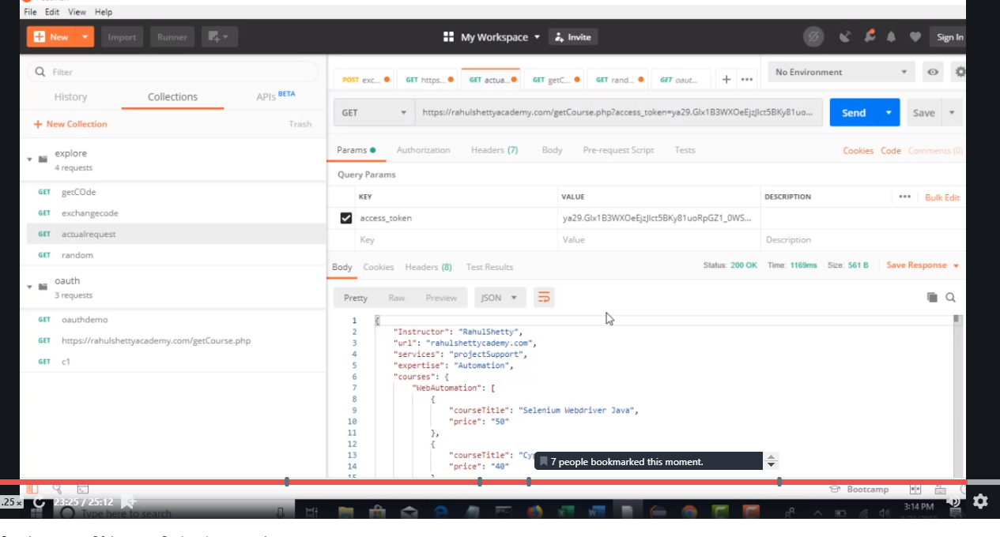 File Edit View Help
New Import Runner My Workspace Invite Sign In
Filter
History Collections APIs BETA
+ New Collection Trash
explore
4 requests
GET getCOde
GET exchangecode
GET actualrequest
GET random
oauth
3 requests
GET oauthdemo
GET https://rahulshettyacademy.com/getCourse.php
GET c1
POST exc... GET https... GET actua... GET getC... GET rand... GET oaut... + ••• No Environment
GET https://rahulshettyacademy.com/getCourse.php?access_token=ya29.Glx1B3WXOeEjzJlct5BKy81uo... Send Save
Params Authorization Headers (7) Body Pre-request Script Tests Cookies Code Comments (0)
Query Params
KEY VALUE DESCRIPTION ••• Bulk Edit
access_token ya29.Glx1B3WXOeEjzJlct5BKy81uoRpGZ1_0WS...
Key Value Description
Body Cookies Headers (8) Test Results Status: 200 OK Time: 1169ms Size: 561 B Save Response
Pretty Raw Preview JSON
1 {
2 "Instructor": "RahulShetty",
3 "url": "rahulshettycademy.com",
4 "services": "projectSupport",
5 "expertise": "Automation",
6 "courses": {
7 "WebAutomation": [
8 {
9 "courseTitle": "Selenium Webdriver Java",
10 "price": "50"
11 },
12 {
13 "courseTitle": "Cyp
14 "price": "40"
15 }
7 people bookmarked this moment.
Bootcamp
.25x 23:25 / 25:12
Type here to search 3:14 PM